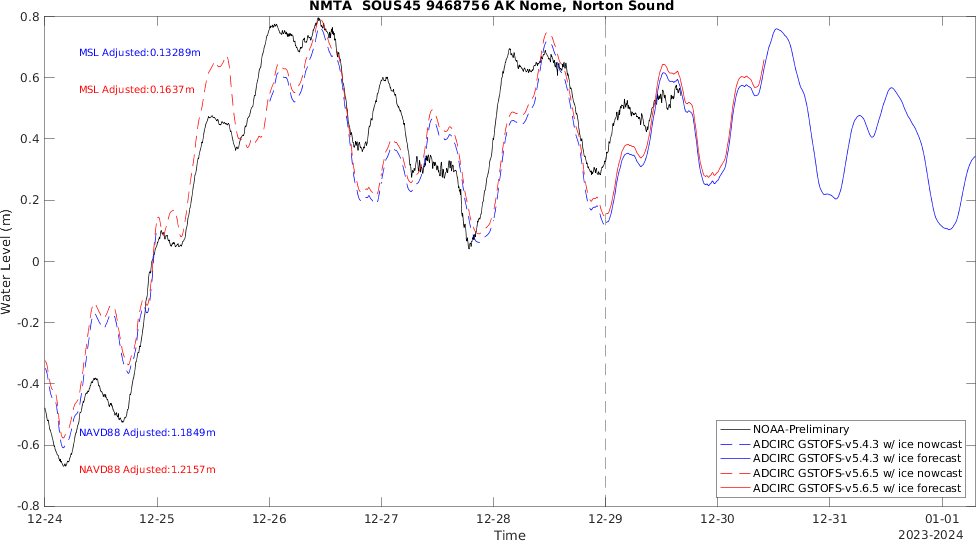 NMTA SOUS45 9468756 AK Nome, Norton Sound
Water Level (m)
0.8
0.6
0.4
0.2
0
-0.2
-0.4
-0.6
-0.8
MSL Adjusted:0.13289m
MSL Adjusted:0.1637m
NAVD88 Adjusted:1.1849m
NAVD88 Adjusted:1.2157m
NOAA-Preliminary
ADCIRC GSTOFS-v5.4.3 w/ ice nowcast
ADCIRC GSTOFS-v5.4.3 w/ ice forecast
ADCIRC GSTOFS-v5.6.5 w/ ice nowcast
ADCIRC GSTOFS-v5.6.5 w/ ice forecast
12-24 12-25 12-26 12-27 12-28 12-29 12-30 12-31 01-01
Time
2023-2024